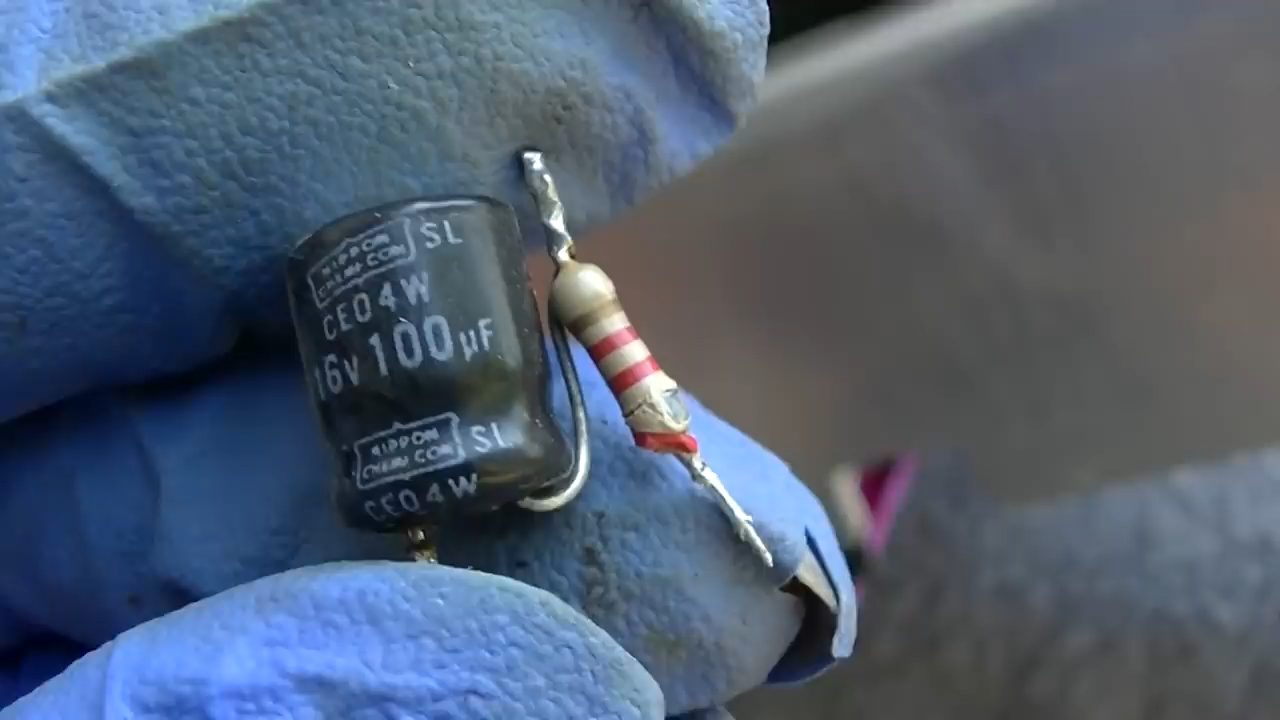 NIPPON
CHEMI-CON SL
CE04W
16V 100µF
NIPPON
CHEMI-CON SL
CE04W